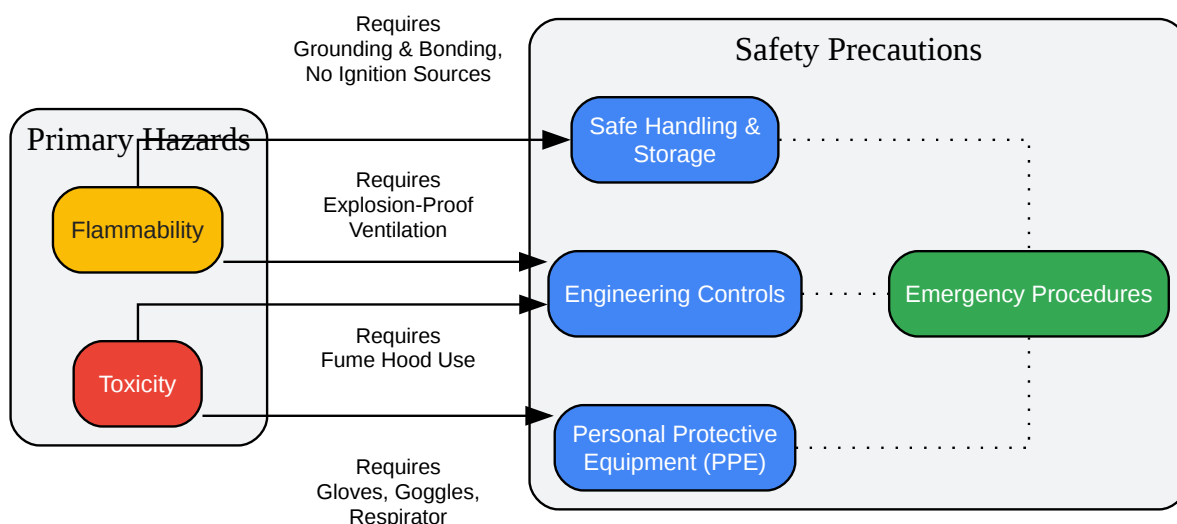 Requires
Grounding & Bonding,
No Ignition Sources
Safety Precautions
Primary Hazards
Safe Handling &
Storage
Requires
Explosion-Proof
Ventilation
Flammability
Engineering Controls
Emergency Procedures
Requires
Fume Hood Use
Toxicity
Personal Protective
Equipment (PPE)
Requires
Gloves, Goggles,
Respirator